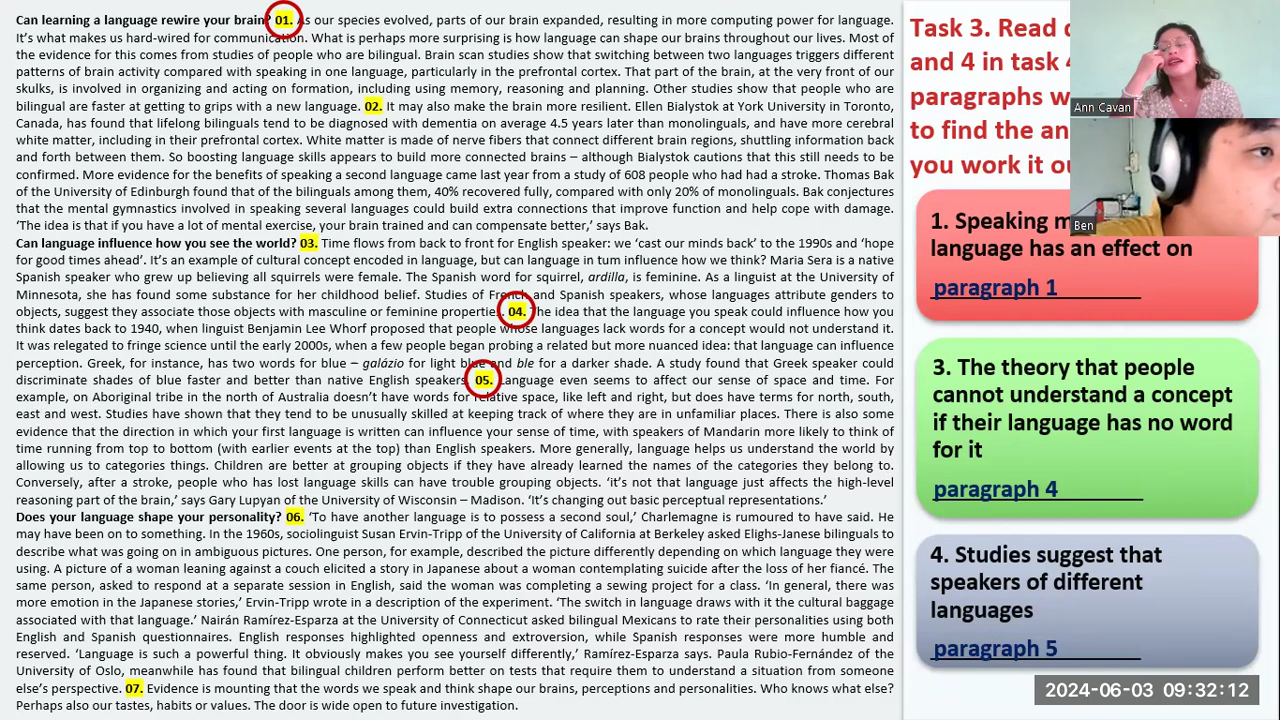 Can learning a language rewire your brain? 01. As our species evolved, parts of our brain expanded, resulting in more computing power for language.
It's what makes us hard-wired for communication. What is perhaps more surprising is how language can shape our brains throughout our lives. Most of
the evidence for this comes from studies of people who are bilingual. Brain scan studies show that switching between two languages triggers different
patterns of brain activity compared with speaking in one language, particularly in the prefrontal cortex. That part of the brain, at the very front of our
skulks, is involved in organizing and acting on formation, including using memory, reasoning and planning. Other studies show that people who are
bilingual are faster at getting to grips with a new language. 02. It may also make the brain more resilient. Ellen Bialystok at York University in Toronto,
Canada, has found that lifelong bilinguals tend to be diagnosed with dementia on average 4.5 years later than monolinguals, and have more cerebral
white matter, including in their prefrontal cortex. White matter is made of nerve fibers that connect different brain regions, shuttling information back
and forth between them. So boosting language skills appears to build more connected brains – although Bialystok cautions that this still needs to be
confirmed. More evidence for the benefits of speaking a second language came last year from a study of 608 people who had had a stroke. Thomas Bak
of the University of Edinburgh found that of the bilinguals among them, 40% recovered fully, compared with only 20% of monolinguals. Bak conjectures
that the mental gymnastics involved in speaking several languages could build extra connections that improve function and help cope with damage.
'The idea is that if you have a lot of mental exercise, your brain trained and can compensate better,' says Bak.
Can language influence how you see the world? 03. Time flows from back to front for English speaker: we 'cast our minds back' to the 1990s and 'hope
for good times ahead'. It's an example of cultural concept encoded in language, but can language in tum influence how we think? Maria Sera is a native
Spanish speaker who grew up believing all squirrels were female. The Spanish word for squirrel, ardilla, is feminine. As a linguist at the University of
Minnesota, she has found some substance for her childhood belief. Studies of French and Spanish speakers, whose languages attribute genders to
objects, suggest they associate those objects with masculine or feminine properties. 04. The idea that the language you speak could influence how you
think dates back to 1940, when linguist Benjamin Lee Whorf proposed that people whose languages lack words for a concept would not understand it.
It was relegated to fringe science until the early 2000s, when a few people began probing a related but more nuanced idea: that language can influence
perception. Greek, for instance, has two words for blue – galázio for light blue and ble for a darker shade. A study found that Greek speaker could
discriminate shades of blue faster and better than native English speakers. 05. Language even seems to affect our sense of space and time. For
example, on Aboriginal tribe in the north of Australia doesn't have words for relative space, like left and right, but does have terms for north, south,
east and west. Studies have shown that they tend to be unusually skilled at keeping track of where they are in unfamiliar places. There is also some
evidence that the direction in which your first language is written can influence your sense of time, with speakers of Mandarin more likely to think of
time running from top to bottom (with earlier events at the top) than English speakers. More generally, language helps us understand the world by
allowing us to categories things. Children are better at grouping objects if they have already learned the names of the categories they belong to.
Conversely, after a stroke, people who has lost language skills can have trouble grouping objects. 'it's not that language just affects the high-level
reasoning part of the brain,' says Gary Lupyan of the University of Wisconsin – Madison. 'It's changing out basic perceptual representations.'
Does your language shape your personality? 06. 'To have another language is to possess a second soul,' Charlemagne is rumoured to have said. He
may have been on to something. In the 1960s, sociolinguist Susan Ervin-Tripp of the University of California at Berkeley asked Elighs-Janese bilinguals to
describe what was going on in ambiguous pictures. One person, for example, described the picture differently depending on which language they were
using. A picture of a woman leaning against a couch elicited a story in Japanese about a woman contemplating suicide after the loss of her fiancé. The
same person, asked to respond at a separate session in English, said the woman was completing a sewing project for a class. 'In general, there was
more emotion in the Japanese stories,' Ervin-Tripp wrote in a description of the experiment. 'The switch in language draws with it the cultural baggage
associated with that language.' Nairán Ramírez-Esparza at the University of Connecticut asked bilingual Mexicans to rate their personalities using both
English and Spanish questionnaires. English responses highlighted openness and extroversion, while Spanish responses were more humble and
reserved. 'Language is such a powerful thing. It obviously makes you see yourself differently,' Ramírez-Esparza says. Paula Rubio-Fernández of the
University of Oslo, meanwhile has found that bilingual children perform better on tests that require them to understand a situation from someone
else's perspective. 07. Evidence is mounting that the words we speak and think shape our brains, perceptions and personalities. Who knows what else?
Perhaps also our tastes, habits or values. The door is wide open to future investigation.
Task 3. Read
and 4 in task
paragraphs
to find the
you work it
Ann Cavan
Ben
1. Speaking
language has an effect on
paragraph 1
3. The theory that people
cannot understand a concept
if their language has no word
for it
paragraph 4
4. Studies suggest that
speakers of different
languages
paragraph 5
2024-06-03 09:32:12